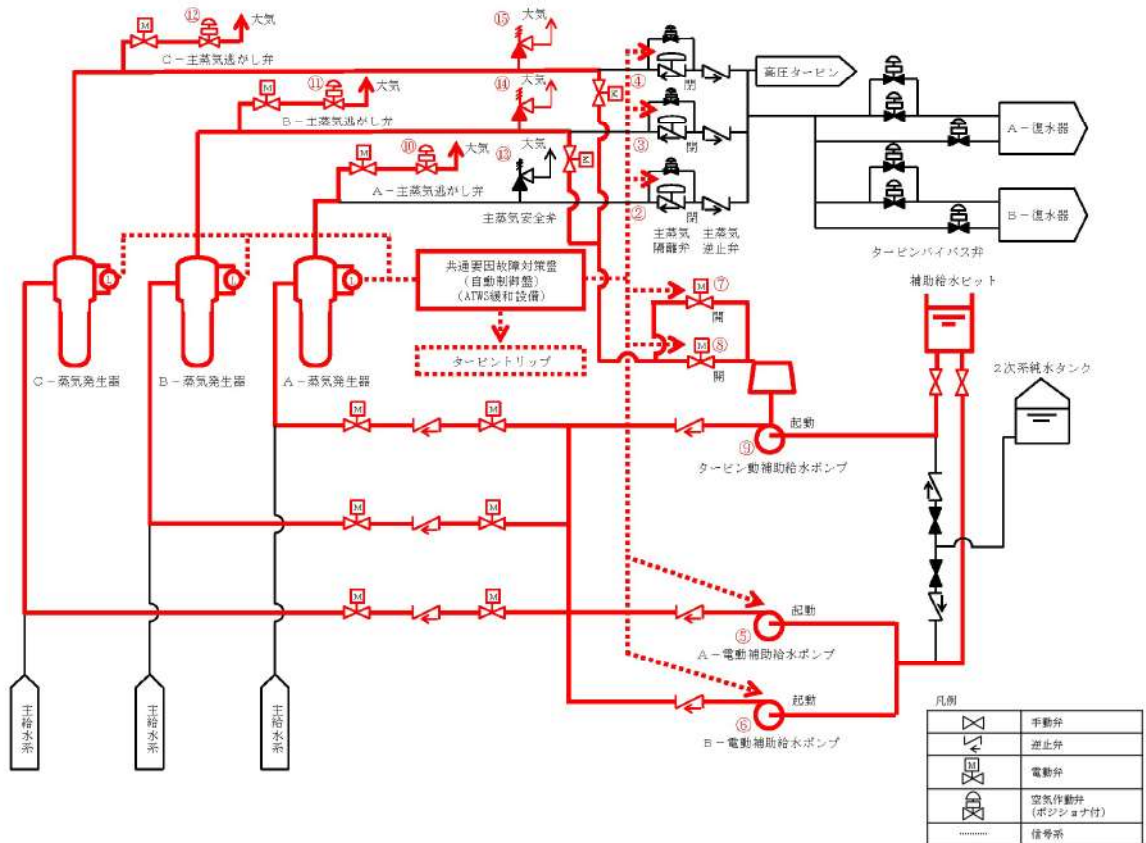 ⑫
大気
M
C－主蒸気逃がし弁
⑮
大気
④
閉
高圧タービン
⑪
大気
M
B－主蒸気逃がし弁
⑭
大気
K
③
閉
A－復水器
⑩
大気
M
A－主蒸気逃がし弁
⑬
大気
主蒸気安全弁
K
②
閉
主蒸気
隔離弁
主蒸気
逆止弁
B－復水器
タービンバイパス弁
L
L
L
共通要因故障対策盤
(自動制御盤)
(ATWS緩和設備)
タービントリップ
C－蒸気発生器
B－蒸気発生器
A－蒸気発生器
M
⑦
開
M
⑧
開
補助給水ピット
2次系純水タンク
M
M
起動
⑨
タービン動補助給水ポンプ
M
M
M
M
起動
⑤
A－電動補助給水ポンプ
起動
⑥
B－電動補助給水ポンプ
主給水系
主給水系
主給水系
凡例
手動弁
逆止弁
M
電動弁
空気作動弁
(ポジショナ付)
信号系